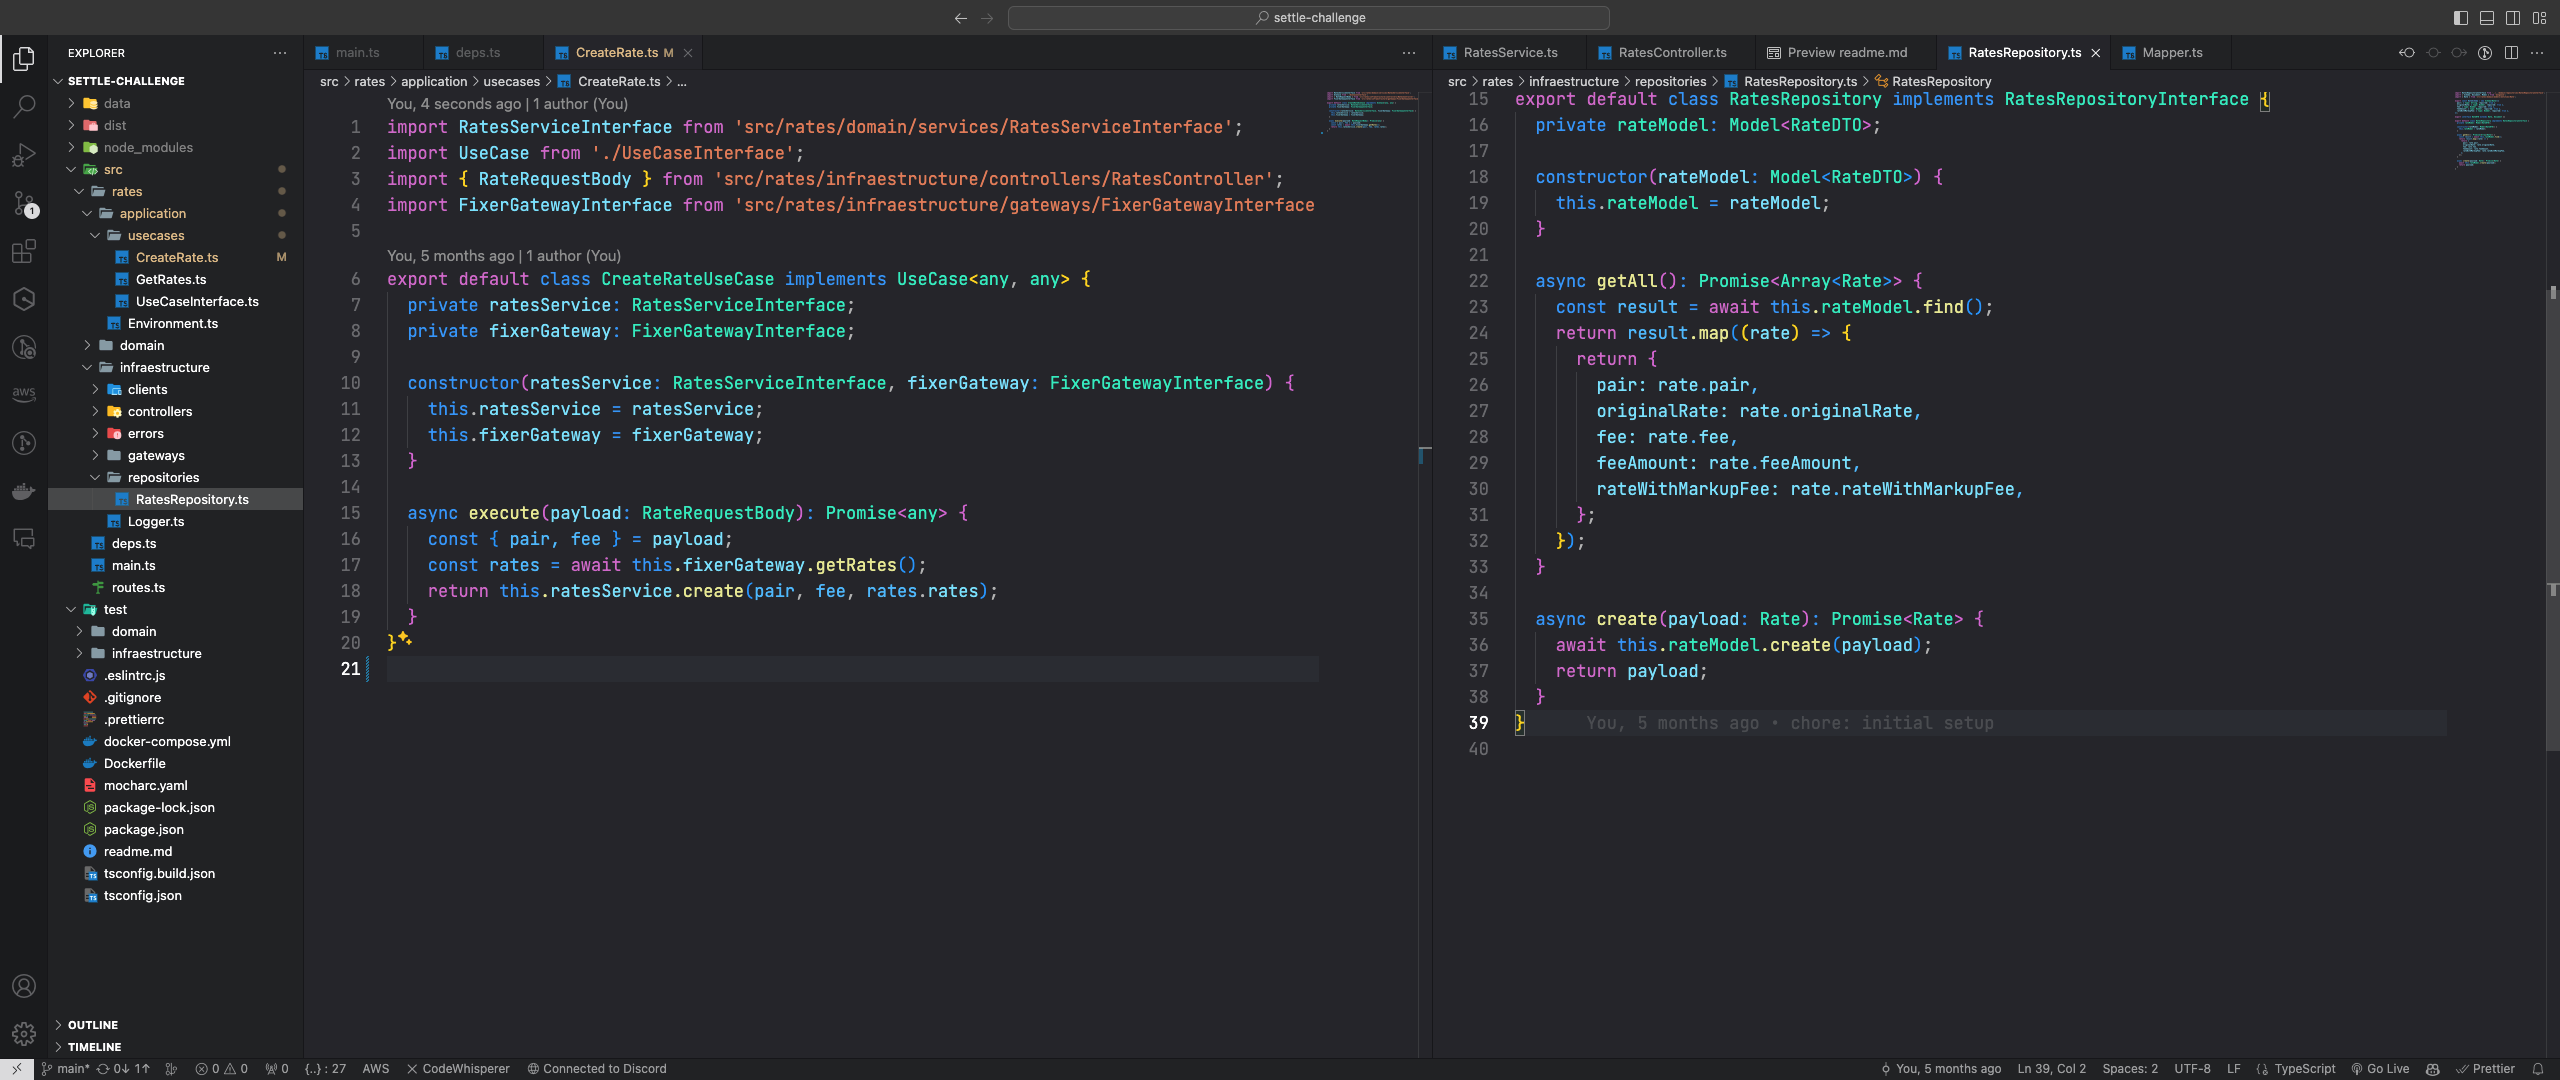 settle-challenge
EXPLORER
SETTLE-CHALLENGE
data
dist
node_modules
src
rates
application
usecases
CreateRate.ts M
GetRates.ts
UseCaseInterface.ts
Environment.ts
domain
infraestructure
clients
controllers
errors
gateways
repositories
RatesRepository.ts
Logger.ts
deps.ts
main.ts
routes.ts
test
domain
infraestructure
.eslintrc.js
.gitignore
.prettierrc
docker-compose.yml
Dockerfile
mocharc.yaml
package-lock.json
package.json
readme.md
tsconfig.build.json
tsconfig.json
OUTLINE
TIMELINE
1
aws
main.ts deps.ts CreateRate.ts M
src > rates > application > usecases > CreateRate.ts > ...
You, 4 seconds ago | 1 author (You)
1 import RatesServiceInterface from 'src/rates/domain/services/RatesServiceInterface';
2 import UseCase from './UseCaseInterface';
3 import { RateRequestBody } from 'src/rates/infraestructure/controllers/RatesController';
4 import FixerGatewayInterface from 'src/rates/infraestructure/gateways/FixerGatewayInterface
5
You, 5 months ago | 1 author (You)
6 export default class CreateRateUseCase implements UseCase<any, any> {
7 private ratesService: RatesServiceInterface;
8 private fixerGateway: FixerGatewayInterface;
9
10 constructor(ratesService: RatesServiceInterface, fixerGateway: FixerGatewayInterface) {
11 this.ratesService = ratesService;
12 this.fixerGateway = fixerGateway;
13 }
14
15 async execute(payload: RateRequestBody): Promise<any> {
16 const { pair, fee } = payload;
17 const rates = await this.fixerGateway.getRates();
18 return this.ratesService.create(pair, fee, rates.rates);
19 }
20 }
21
RatesService.ts RatesController.ts Preview readme.md RatesRepository.ts Mapper.ts
src > rates > infraestructure > repositories > RatesRepository.ts > RatesRepository
15 export default class RatesRepository implements RatesRepositoryInterface {
16 private rateModel: Model<RateDTO>;
17
18 constructor(rateModel: Model<RateDTO>) {
19 this.rateModel = rateModel;
20 }
21
22 async getAll(): Promise<Array<Rate>> {
23 const result = await this.rateModel.find();
24 return result.map((rate) => {
25 return {
26 pair: rate.pair,
27 originalRate: rate.originalRate,
28 fee: rate.fee,
29 feeAmount: rate.feeAmount,
30 rateWithMarkupFee: rate.rateWithMarkupFee,
31 };
32 });
33 }
34
35 async create(payload: Rate): Promise<Rate> {
36 await this.rateModel.create(payload);
37 return payload;
38 }
39 } You, 5 months ago • chore: initial setup
40
main* 0↓ 1↑ 0 0 0 {..} : 27 AWS CodeWhisperer Connected to Discord You, 5 months ago Ln 39, Col 2 Spaces: 2 UTF-8 LF {} TypeScript Go Live Prettier